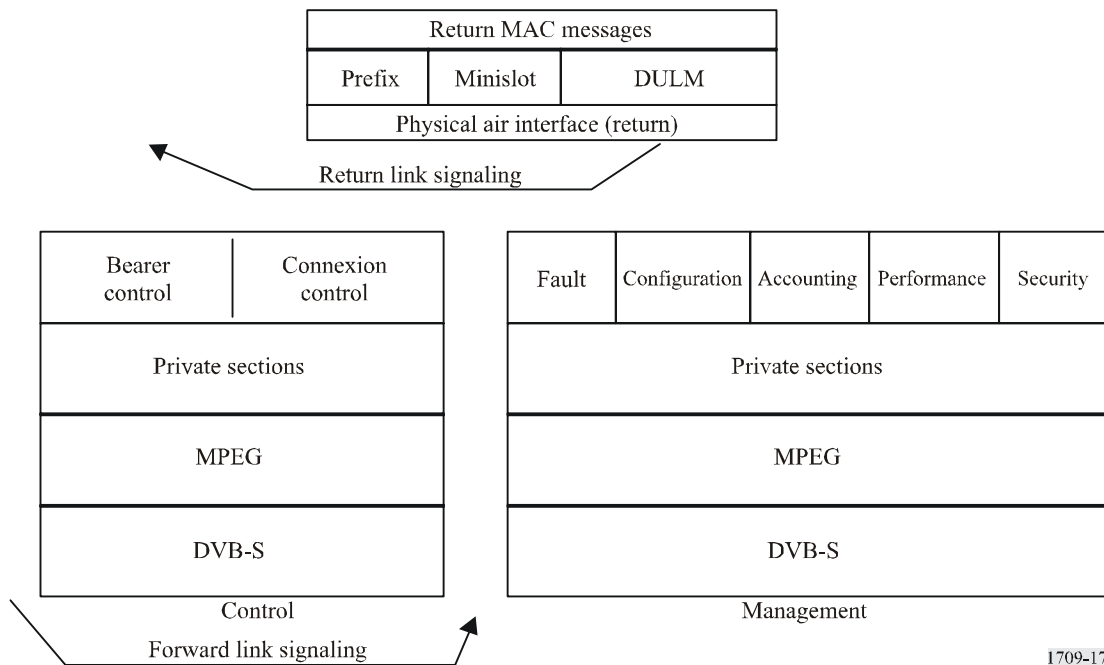 Return MAC messages
Prefix
Minislot
DULM
Physical air interface (return)
Return link signaling
Bearer
control
Connexion
control
Private sections
MPEG
DVB-S
Control
Fault
Configuration
Accounting
Performance
Security
Private sections
MPEG
DVB-S
Management
Forward link signaling
1709-17